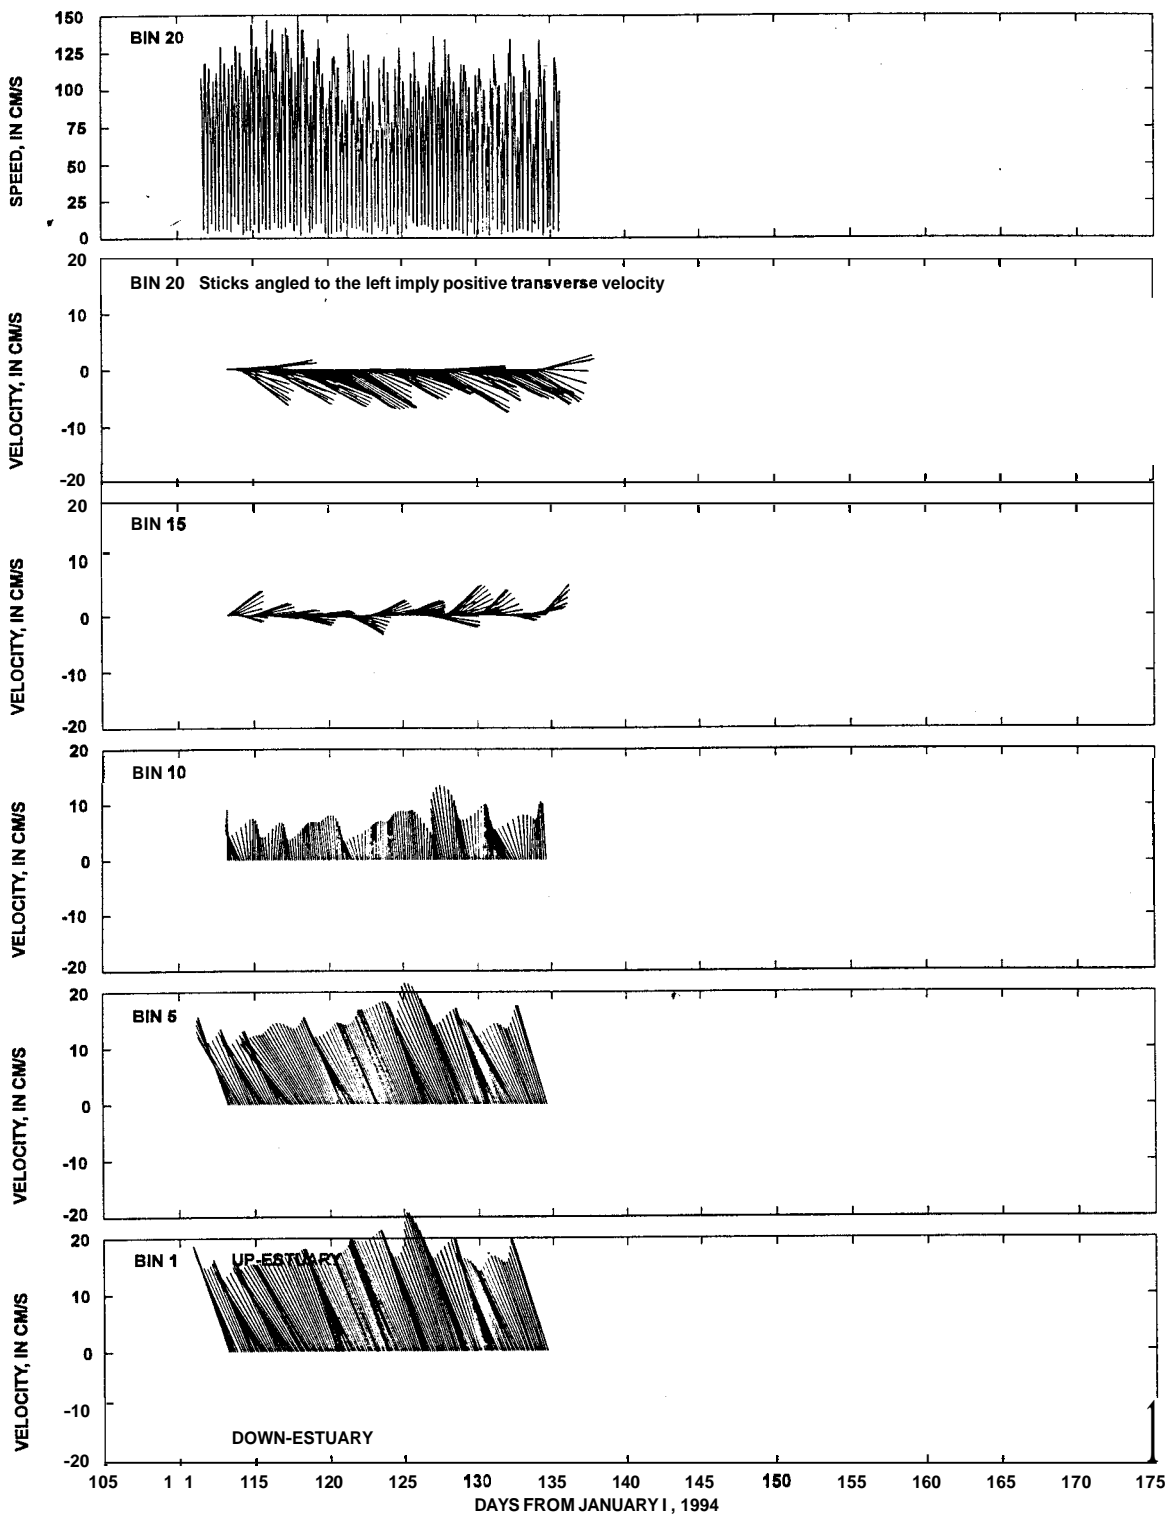 150
BIN 20
125
100
75
50
25
0
SPEED, IN CM/S
20
BIN 20 Sticks angled to the left imply positive transverse velocity
10
0
-10
-20
VELOCITY, IN CM/S
20
BIN 15
10
0
-10
-20
VELOCITY, IN CM/S
20
BIN 10
10
0
-10
-20
VELOCITY, IN CM/S
20
BIN 5
10
0
-10
-20
VELOCITY, IN CM/S
20
BIN 1 UP-ESTUARY
10
0
-10
DOWN-ESTUARY
-20
VELOCITY, IN CM/S
105 1 1 115 120 125 130 135 140 145 150 155 160 165 170 175
DAYS FROM JANUARY I , 1994